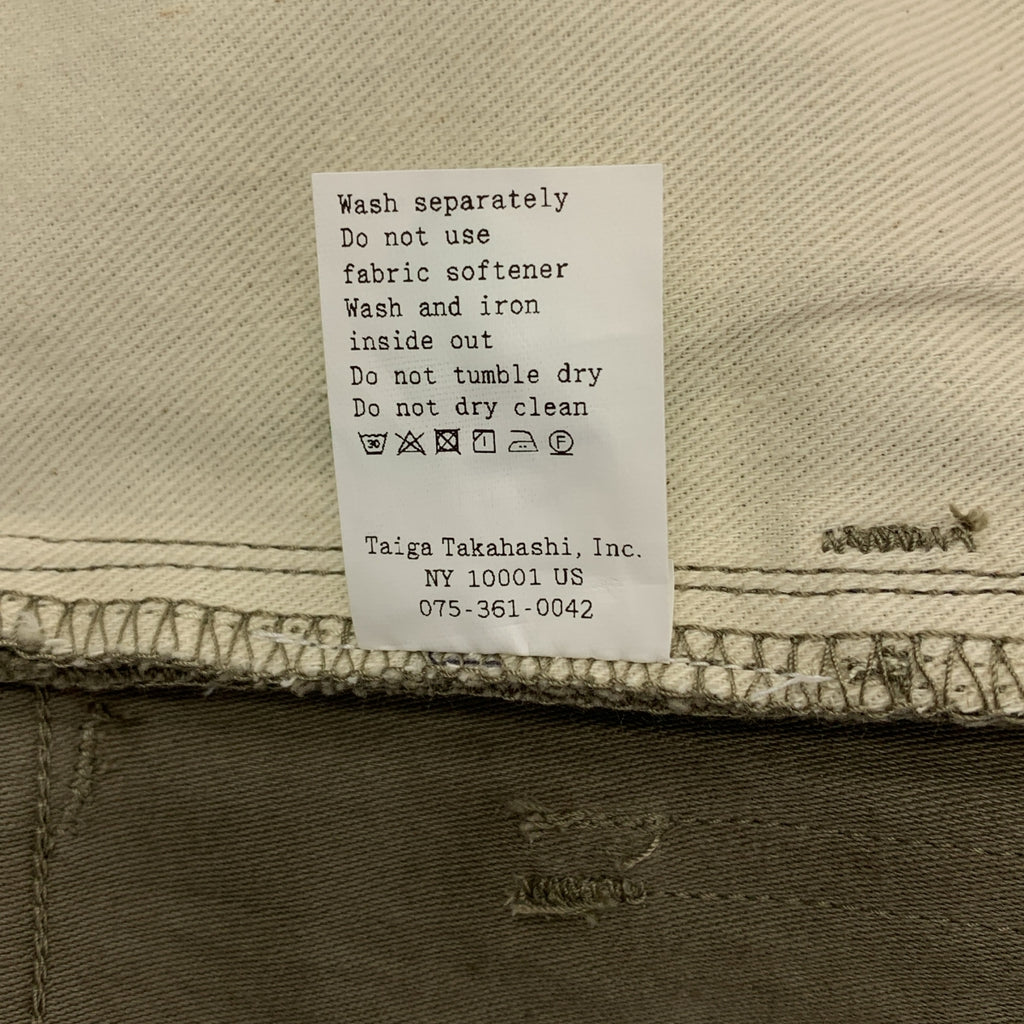 Wash separately
Do not use
fabric softener
Wash and iron
inside out
Do not tumble dry
Do not dry clean
30 F
Taiga Takahashi, Inc.
NY 10001 US
075-361-0042